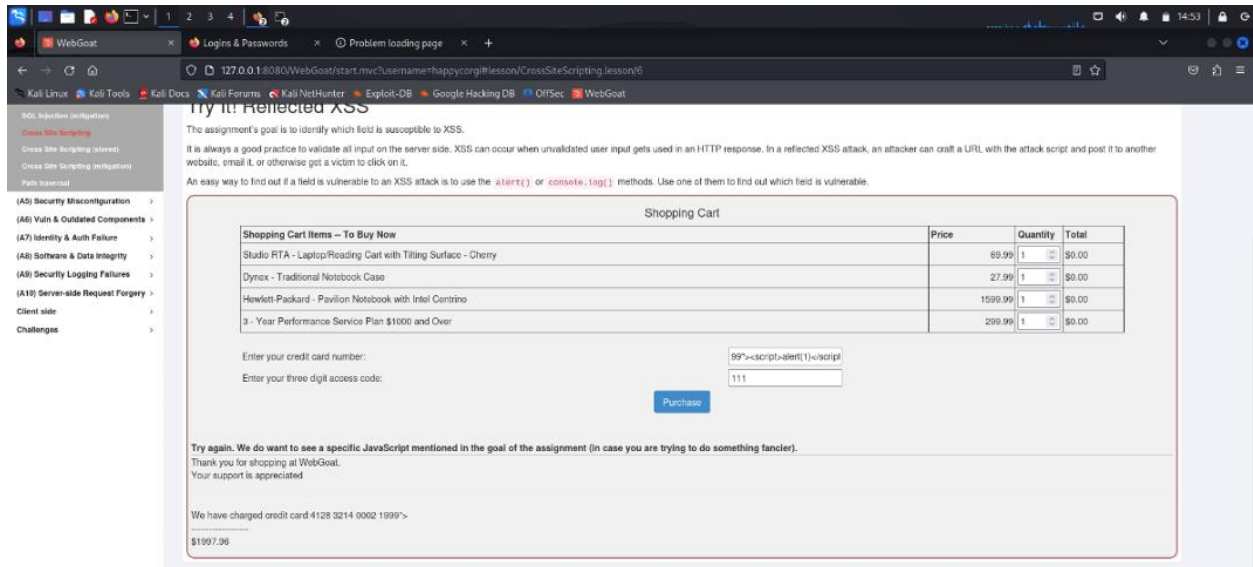 1 2 3 4
14:53
WebGoat
Logins & Passwords
Problem loading page
127.0.0.1:8080/WebGoat/start.mvc?username=happycorgi#lesson/CrossSiteScripting.lesson/6
Kali Linux Kali Tools Kali Docs Kali Forums Kali NetHunter Exploit-DB Google Hacking DB OffSec WebGoat
SQL Injection (mitigation)
Cross Site Scripting
Cross Site Scripting (stored)
Cross Site Scripting (mitigation)
Path traversal
(A5) Security Misconfiguration
(A6) Vuln & Outdated Components
(A7) Identity & Auth Failure
(A8) Software & Data Integrity
(A9) Security Logging Failures
(A10) Server-side Request Forgery
Client side
Challenges
Try It! Reflected XSS
The assignment's goal is to identify which field is susceptible to XSS.
It is always a good practice to validate all input on the server side. XSS can occur when unvalidated user input gets used in an HTTP response. In a reflected XSS attack, an attacker can craft a URL with the attack script and post it to another
website, email it, or otherwise get a victim to click on it.
An easy way to find out if a field is vulnerable to an XSS attack is to use the alert() or console.log() methods. Use one of them to find out which field is vulnerable.
Shopping Cart
Shopping Cart Items -- To Buy Now Price Quantity Total
Studio RTA - Laptop/Reading Cart with Tilting Surface - Cherry 69.99 1 $0.00
Dynex - Traditional Notebook Case 27.99 1 $0.00
Hewlett-Packard - Pavilion Notebook with Intel Centrino 1599.99 1 $0.00
3 - Year Performance Service Plan $1000 and Over 299.99 1 $0.00
Enter your credit card number: 99"><script>alert(1)</script
Enter your three digit access code: 111
Purchase
Try again. We do want to see a specific JavaScript mentioned in the goal of the assignment (in case you are trying to do something fancier).
Thank you for shopping at WebGoat.
Your support is appreciated
We have charged credit card:4128 3214 0002 1999">
-------------------
$1997.96